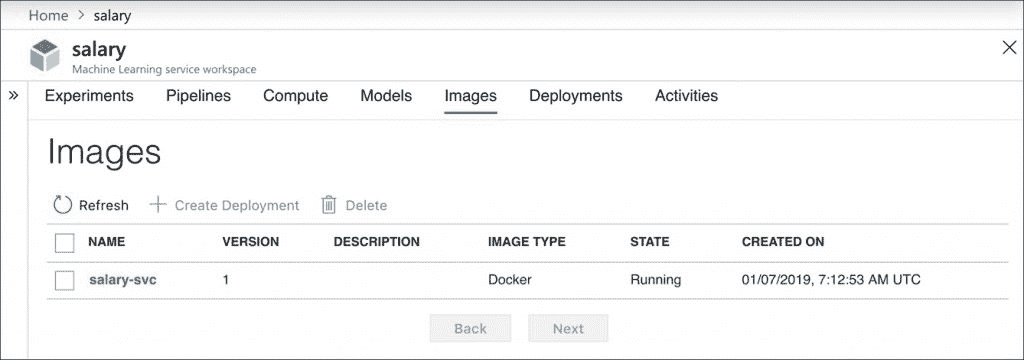 Home > salary
salary
Machine Learning service workspace
» Experiments Pipelines Compute Models Images Deployments Activities
Images
Refresh + Create Deployment Delete
NAME VERSION DESCRIPTION IMAGE TYPE STATE CREATED ON
salary-svc 1 Docker Running 01/07/2019, 7:12:53 AM UTC
Back Next